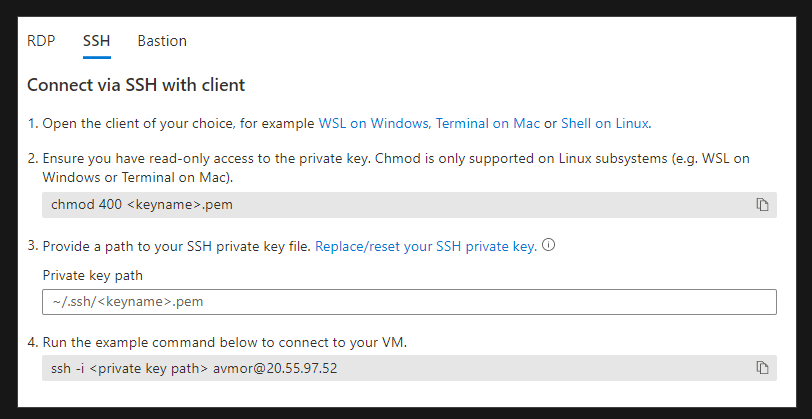 RDP SSH Bastion
Connect via SSH with client
1. Open the client of your choice, for example WSL on Windows, Terminal on Mac or Shell on Linux.
2. Ensure you have read-only access to the private key. Chmod is only supported on Linux subsystems (e.g. WSL on
Windows or Terminal on Mac).
chmod 400 <keyname>.pem
3. Provide a path to your SSH private key file. Replace/reset your SSH private key.
Private key path
~/.ssh/<keyname>.pem
4. Run the example command below to connect to your VM.
ssh -i <private key path> avmor@20.55.97.52